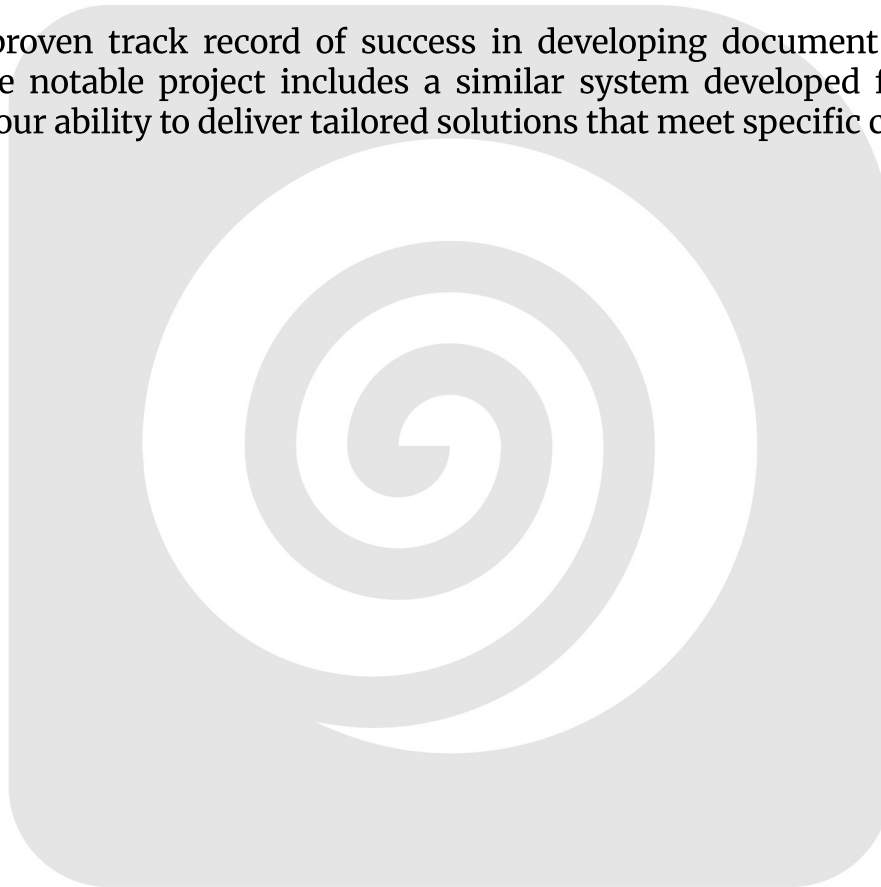 proven track record of success in developing document
e notable project includes a similar system developed f
our ability to deliver tailored solutions that meet specific c